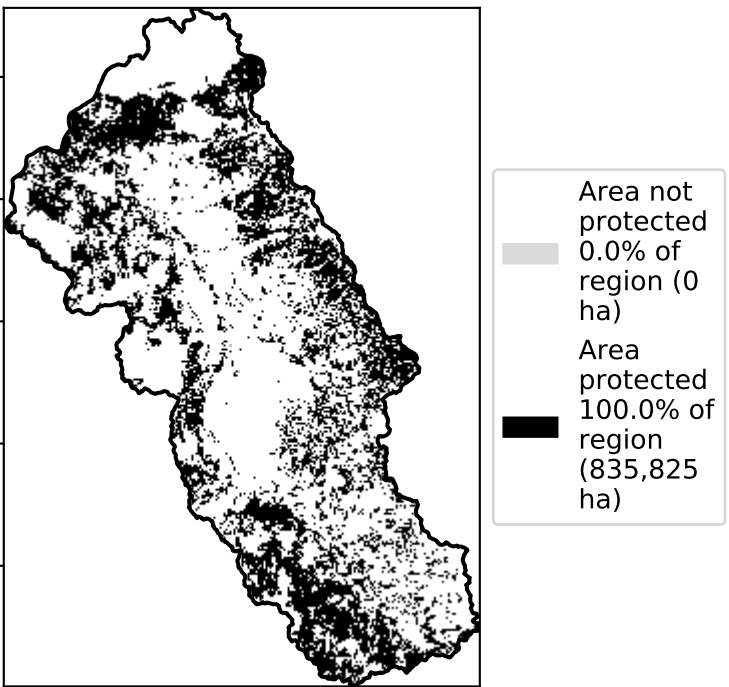 Area not
protected
0.0% of
region (0
ha)
Area
protected
100.0% of
region
(835,825
ha)